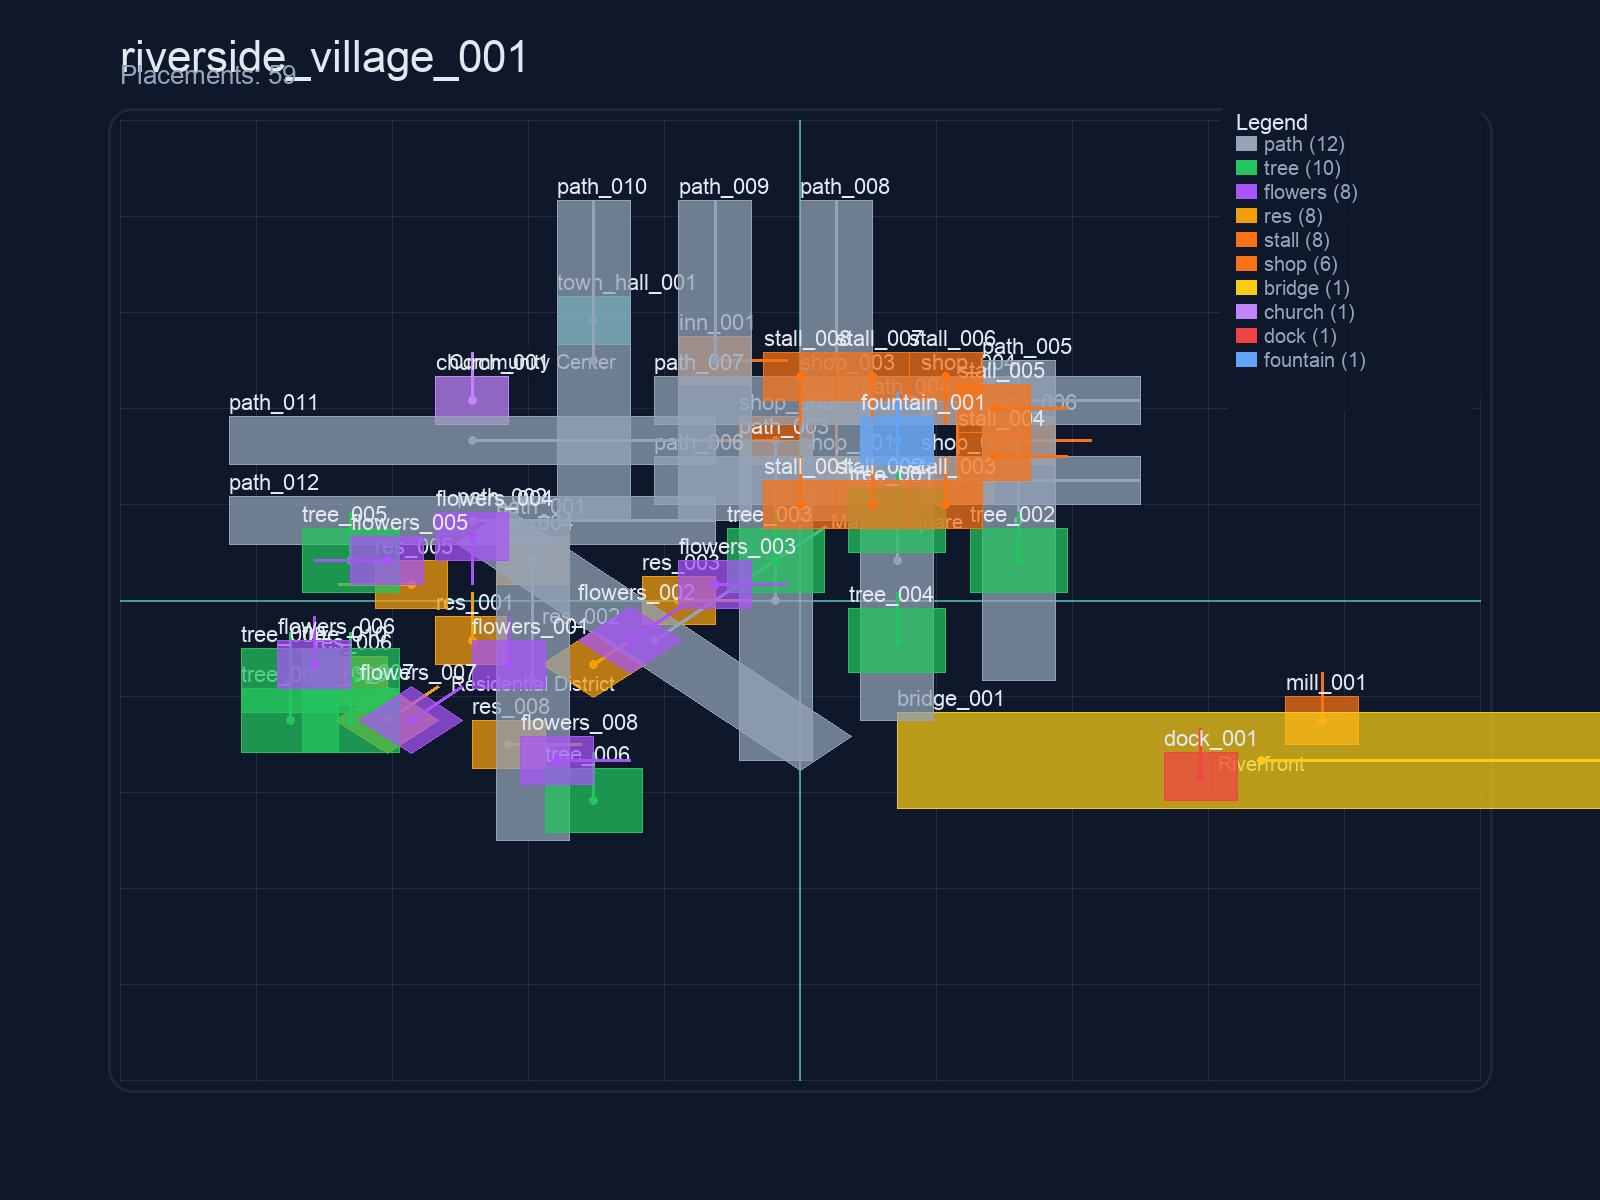 riverside_village_001
Placements: 59
Legend
path (12)
tree (10)
flowers (8)
res (8)
stall (8)
shop (6)
bridge (1)
church (1)
dock (1)
fountain (1)
path_010
path_009
path_008
town_hall_001
inn_001
stall_008
stall_007
stall_006
path_005
church_001
Community Center
path_007
shop_003
shop_004
stall_005
path_011
shop_005
path_004
fountain_001
shop_006
path_003
stall_004
path_006
shop_001
shop_002
stall_001
stall_002
stall_003
tree_001
path_012
path_002
flowers_004
path_001
tree_005
flowers_005
res_004
tree_003
Market Square
tree_002
res_005
flowers_003
res_003
flowers_002
tree_004
res_001
res_002
flowers_006
flowers_001
tree_010
res_006
flowers_007
Residential District
mill_001
bridge_001
res_008
flowers_008
dock_001
tree_006
Riverfront